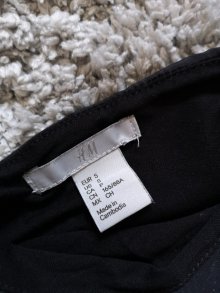 H&M
EUR S
US S
CA P
CN 165/88A
MX CH
Made in
Cambodia